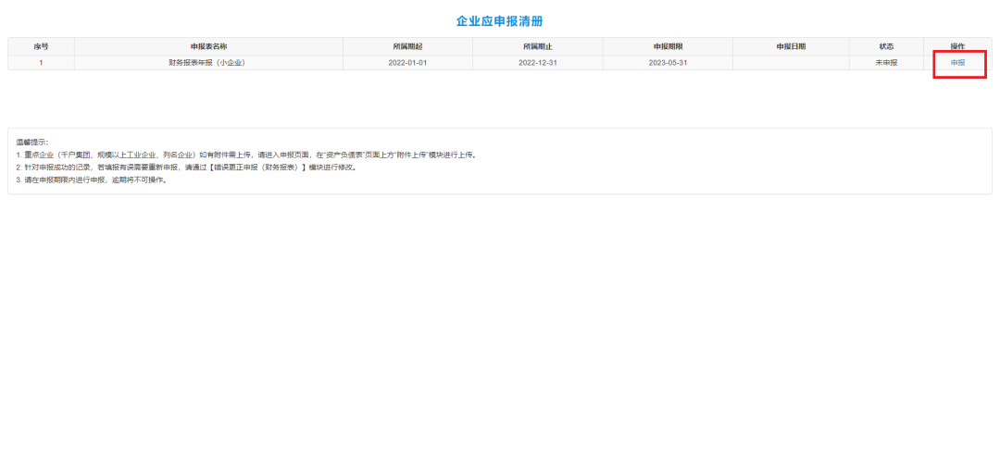 企业应申报清册
序号 申报表名称 所属期起 所属期止 申报期限 申报日期 状态 操作
1 财务报表年报（小企业） 2022-01-01 2022-12-31 2023-05-31 未申报 申报
温馨提示：
1. 重点企业（千户集团、规模以上工业企业、列名企业）如有附件需上传，请进入申报页面，在“资产负债表”页面上方“附件上传”模块进行上传。
2. 针对申报成功的记录，若填报有误需要重新申报，请通过【错误更正申报（财务报表）】模块进行修改。
3. 请在申报期限内进行申报，逾期将不可操作。